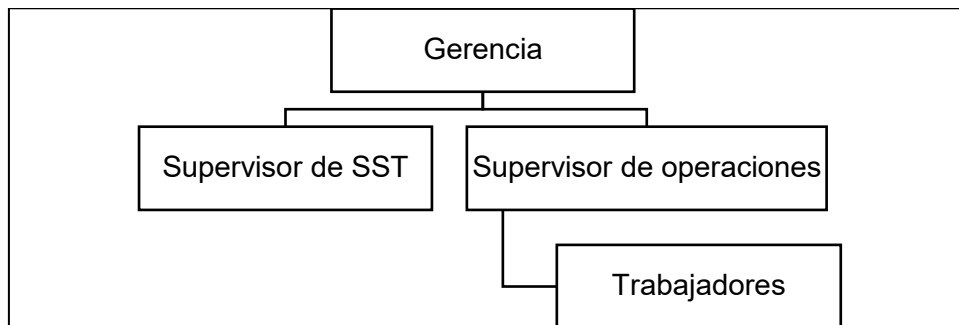 Gerencia
Supervisor de SST
Supervisor de operaciones
Trabajadores